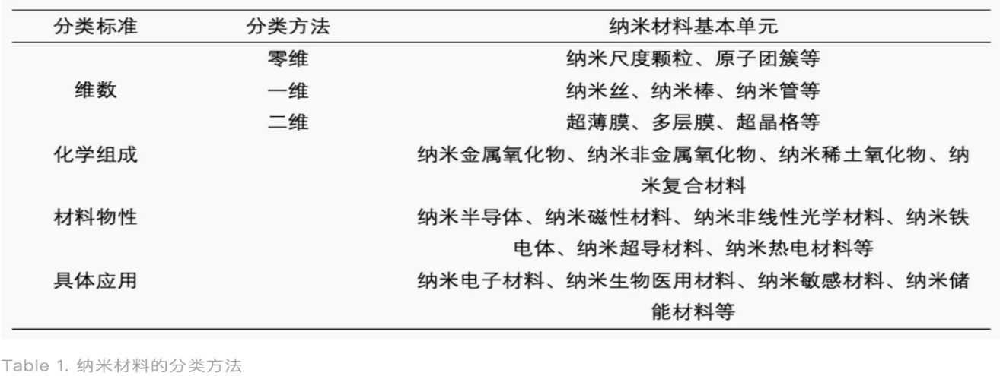 分类标准 分类方法 纳米材料基本单元
零维 纳米尺度颗粒、原子团簇等
维数 一维 纳米丝、纳米棒、纳米管等
二维 超薄膜、多层膜、超晶格等
化学组成 纳米金属氧化物、纳米非金属氧化物、纳米稀土氧化物、纳
米复合材料
材料物性 纳米半导体、纳米磁性材料、纳米非线性光学材料、纳米铁
电体、纳米超导材料、纳米热电材料等
具体应用 纳米电子材料、纳米生物医用材料、纳米敏感材料、纳米储
能材料等
Table 1. 纳米材料的分类方法